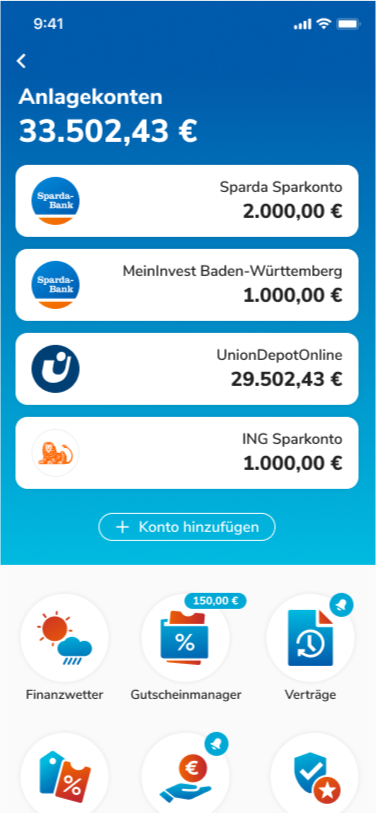 9:41
Anlagekonten
33.502,43 €
Sparda-
Bank
Sparda Sparkonto
2.000,00 €
Sparda-
Bank
MeinInvest Baden-Württemberg
1.000,00 €
UnionDepotOnline
29.502,43 €
ING Sparkonto
1.000,00 €
+ Konto hinzufügen
150,00 €
%
Finanzwetter
Gutscheinmanager
Verträge
%
€